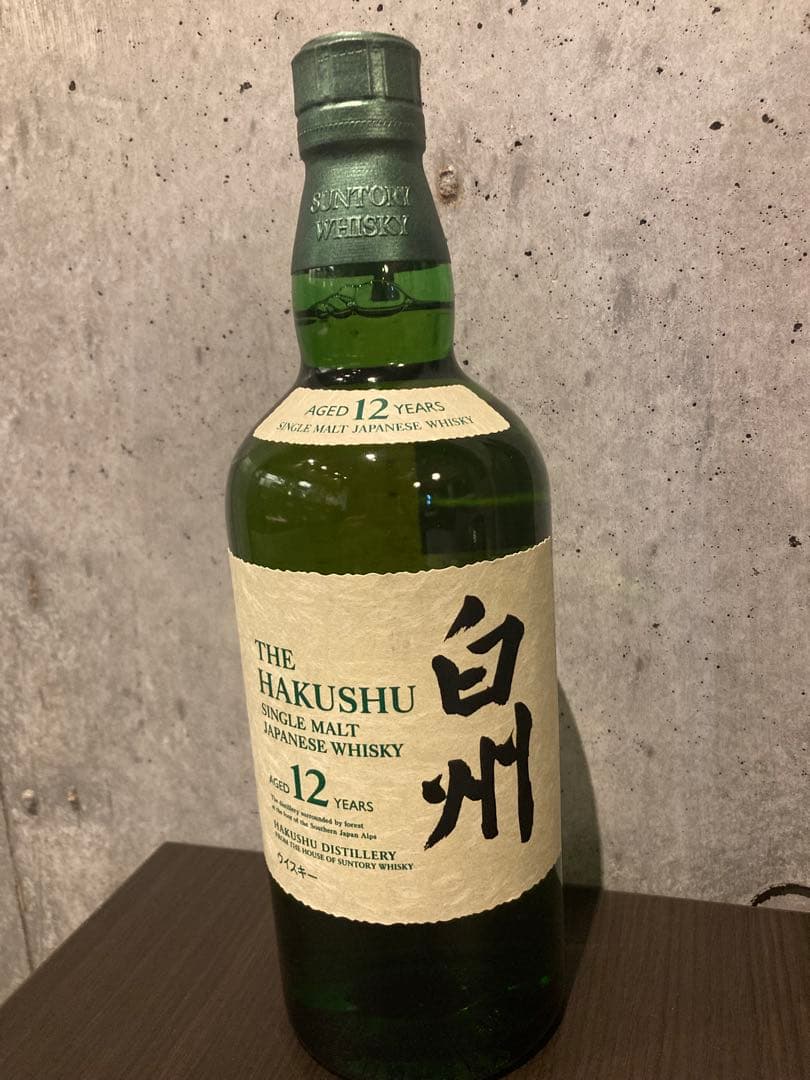 SUNTORY
WHISKY
AGED 12 YEARS
SINGLE MALT JAPANESE WHISKY
THE
HAKUSHU
SINGLE MALT
JAPANESE WHISKY
AGED 12 YEARS
The distillery surrounded by forest
at the foot of the Southern Japan Alps
HAKUSHU DISTILLERY
FROM THE HOUSE OF SUNTORY WHISKY
ウイスキー
白州